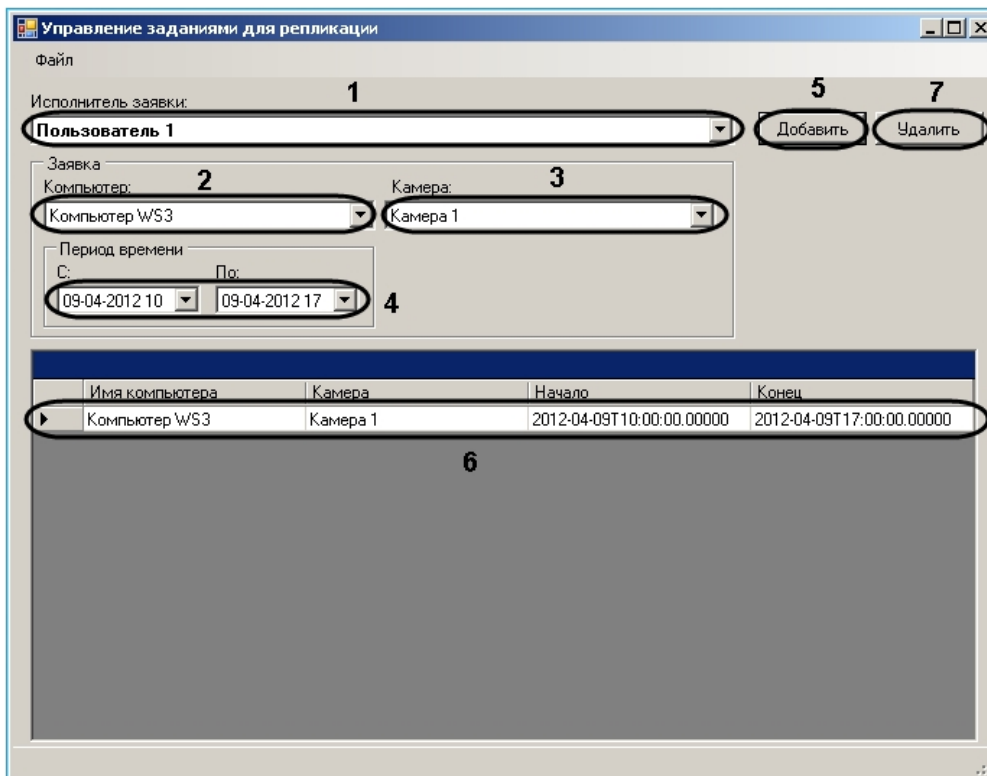 Управление заданиями для репликации
Файл
1
5
7
Исполнитель заявки:
Пользователь 1
Добавить
Удалить
Заявка
2
3
Компьютер:
Камера:
Компьютер WS3
Камера 1
Период времени
С:
По:
09-04-2012 10
09-04-2012 17
4
Имя компьютера
Камера
Начало
Конец
Компьютер WS3
Камера 1
2012-04-09T10:00:00.00000
2012-04-09T17:00:00.00000
6